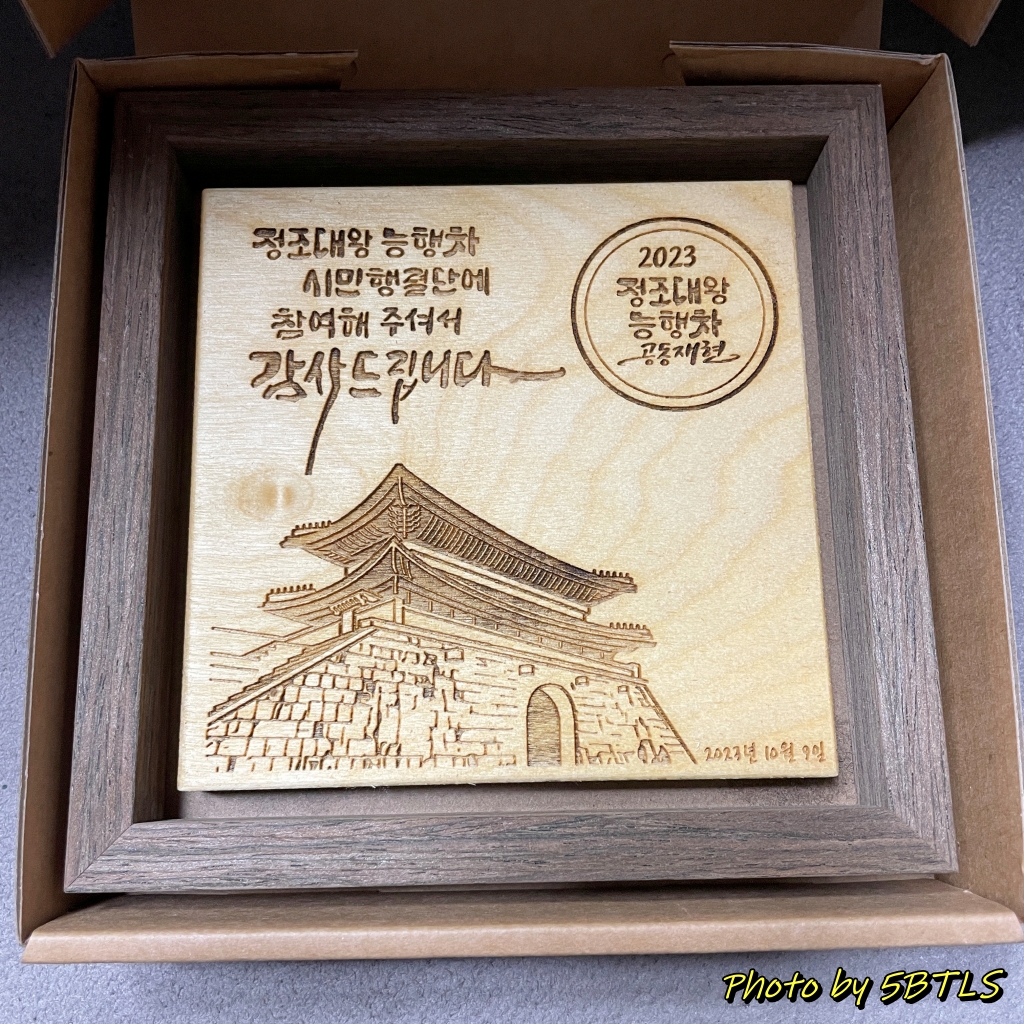 정조대왕 능행차
시민행렬단에
참여해 주셔서
감사드립니다
2023
정조대왕
능행차
공동재현
2023년 10월 9일
Photo by 5BTLS